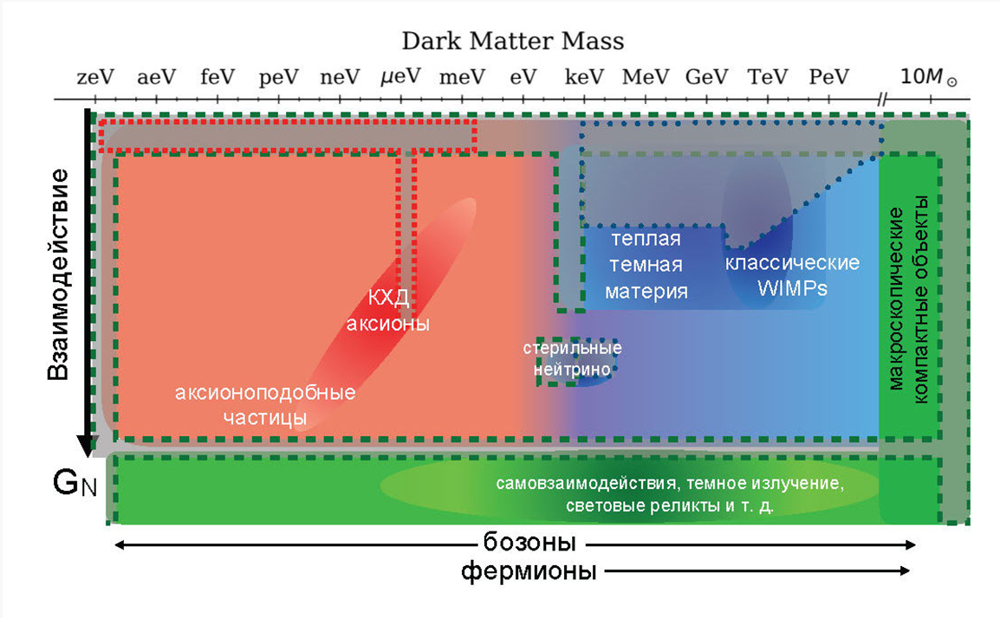 Dark Matter Mass
zeV aeV feV peV neV μeV meV eV keV MeV GeV TeV PeV 10M⊙
Взаимодействие
GN
КХД
аксионы
аксионоподобные
частицы
теплая
темная
материя
классические
WIMPs
стерильные
нейтрино
макроскопические
компактные объекты
самовзаимодействия, темное излучение,
световые реликты и т. д.
бозоны
фермионы